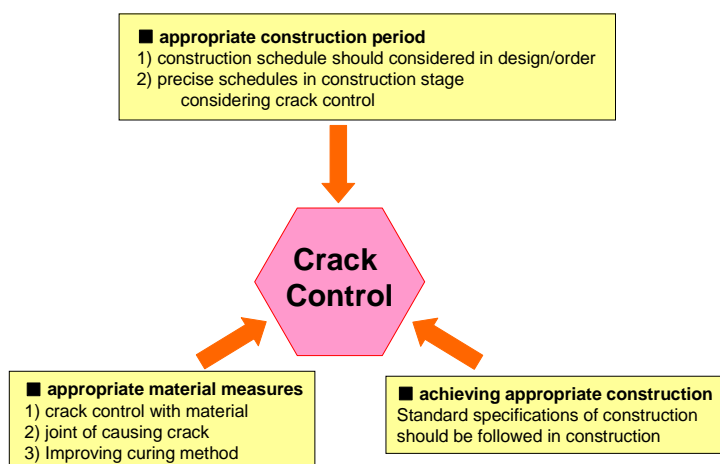 ■ appropriate construction period
1) construction schedule should considered in design/order
2) precise schedules in construction stage
considering crack control
Crack
Control
■ appropriate material measures
1) crack control with material
2) joint of causing crack
3) Improving curing method
■ achieving appropriate construction
Standard specifications of construction
should be followed in construction